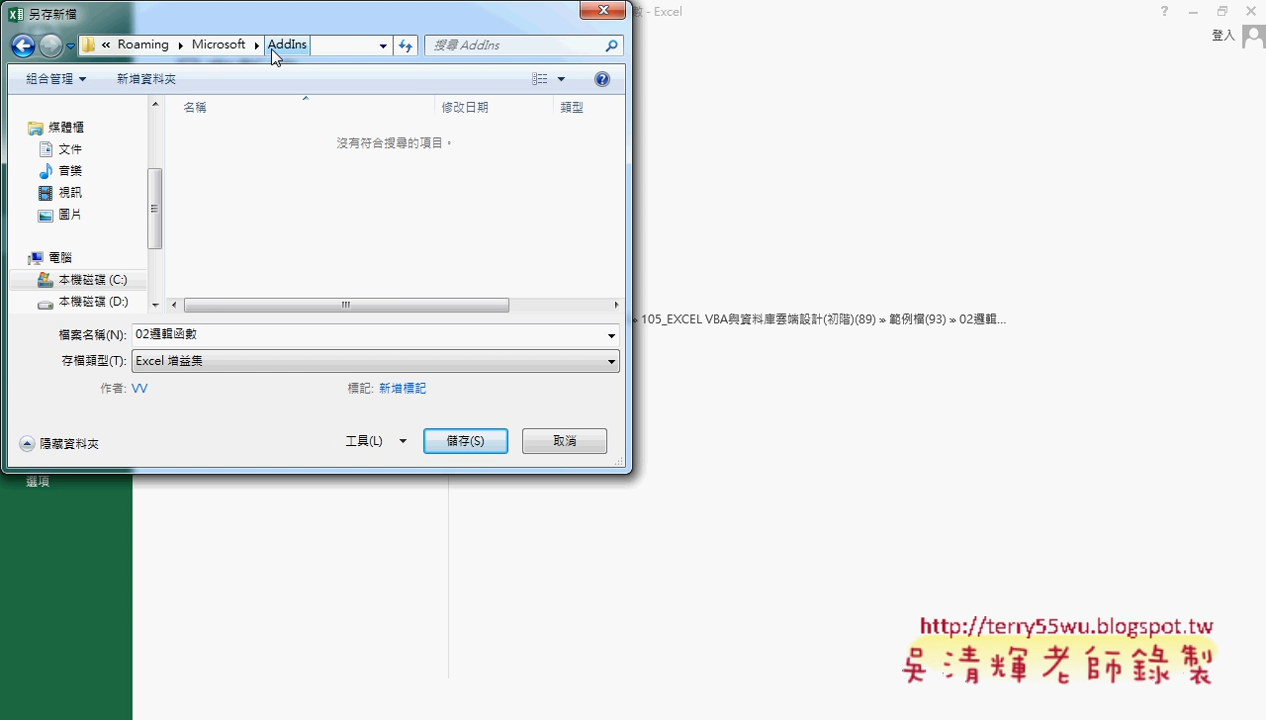 另存新檔
數 - Excel
登入
« Roaming ▸ Microsoft ▸ AddIns
搜尋 AddIns
組合管理
新增資料夾
名稱
修改日期
類型
沒有符合搜尋的項目。
媒體櫃
文件
音樂
視訊
圖片
電腦
本機磁碟 (C:)
本機磁碟 (D:)
» 105_EXCEL VBA與資料庫雲端設計(初階)(89) » 範例檔(93) » 02邏輯...
檔案名稱(N):
02邏輯函數
存檔類型(T):
Excel 增益集
作者: VV
標記: 新增標記
隱藏資料夾
工具(L)
儲存(S)
取消
選項
http://terry55wu.blogspot.tw
吳清輝老師錄製